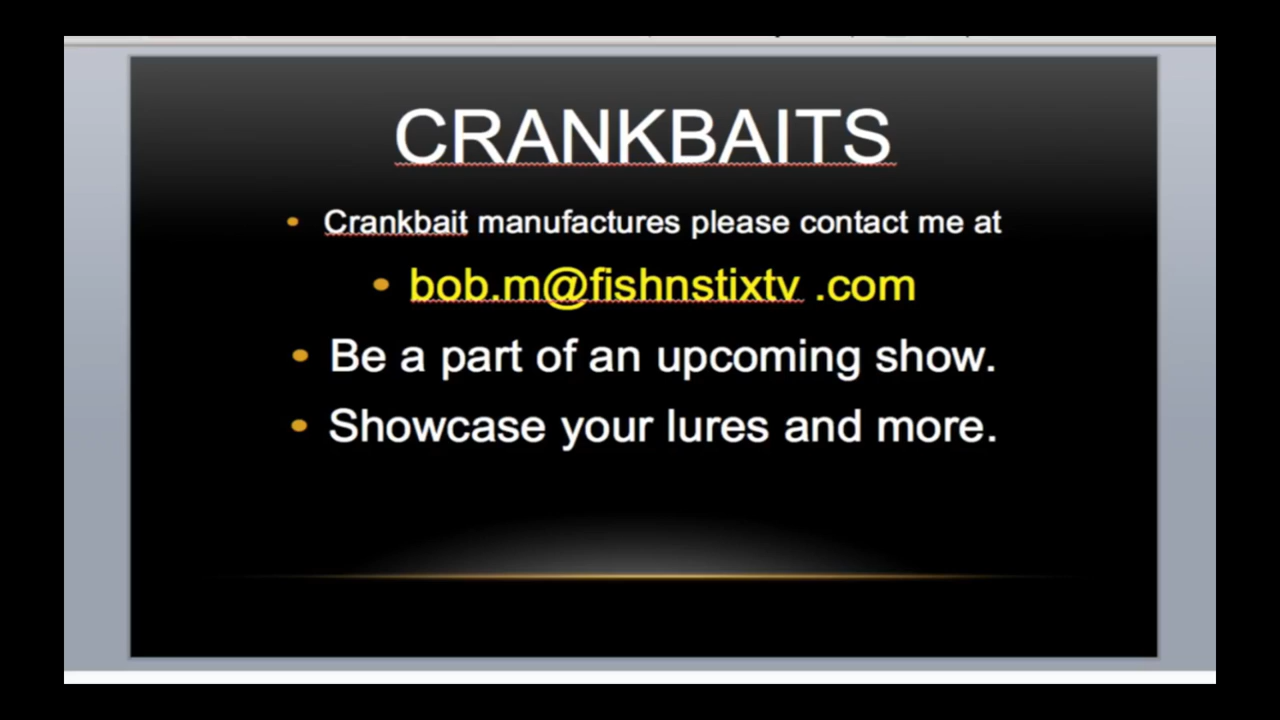 CRANKBAITS
• Crankbait manufactures please contact me at
• bob.m@fishnstixtv .com
• Be a part of an upcoming show.
• Showcase your lures and more.